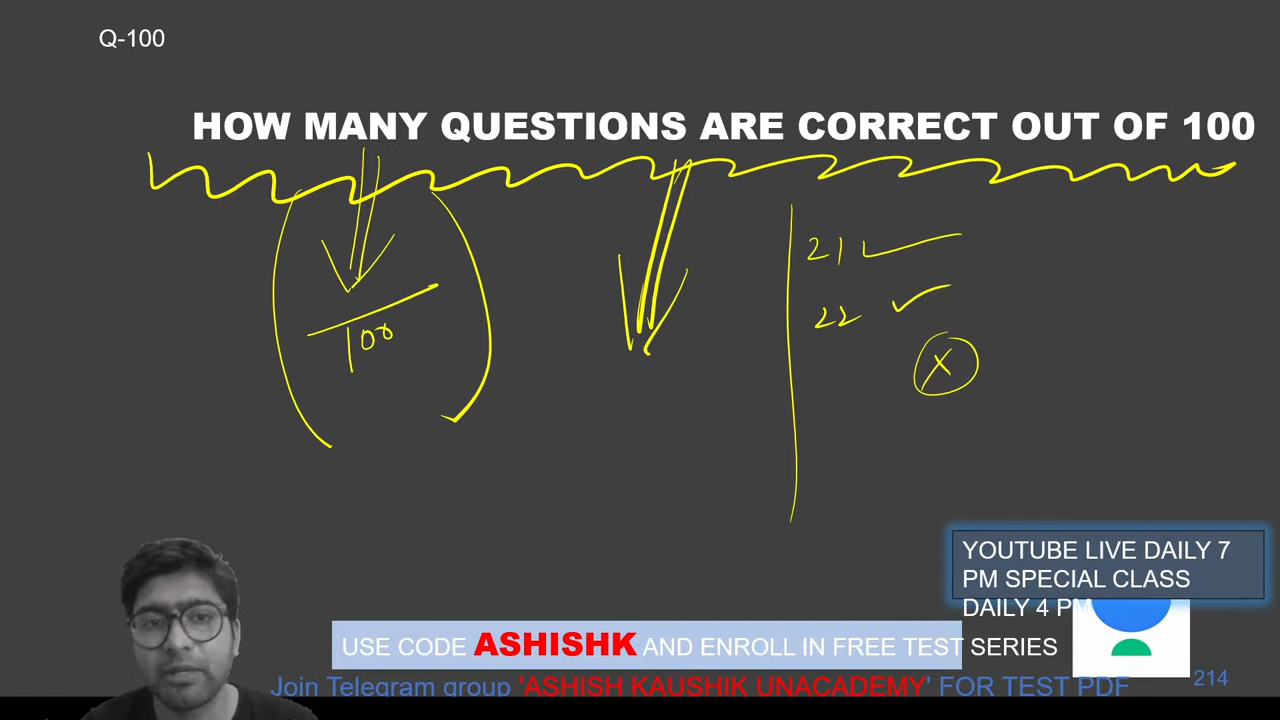 Q-100
HOW MANY QUESTIONS ARE CORRECT OUT OF 100
21
22
100
YOUTUBE LIVE DAILY 7
PM SPECIAL CLASS
DAILY 4 PM
USE CODE ASHISHK AND ENROLL IN FREE TEST SERIES
Join Telegram group 'ASHISH KAUSHIK UNACADEMY' FOR TEST PDF
214